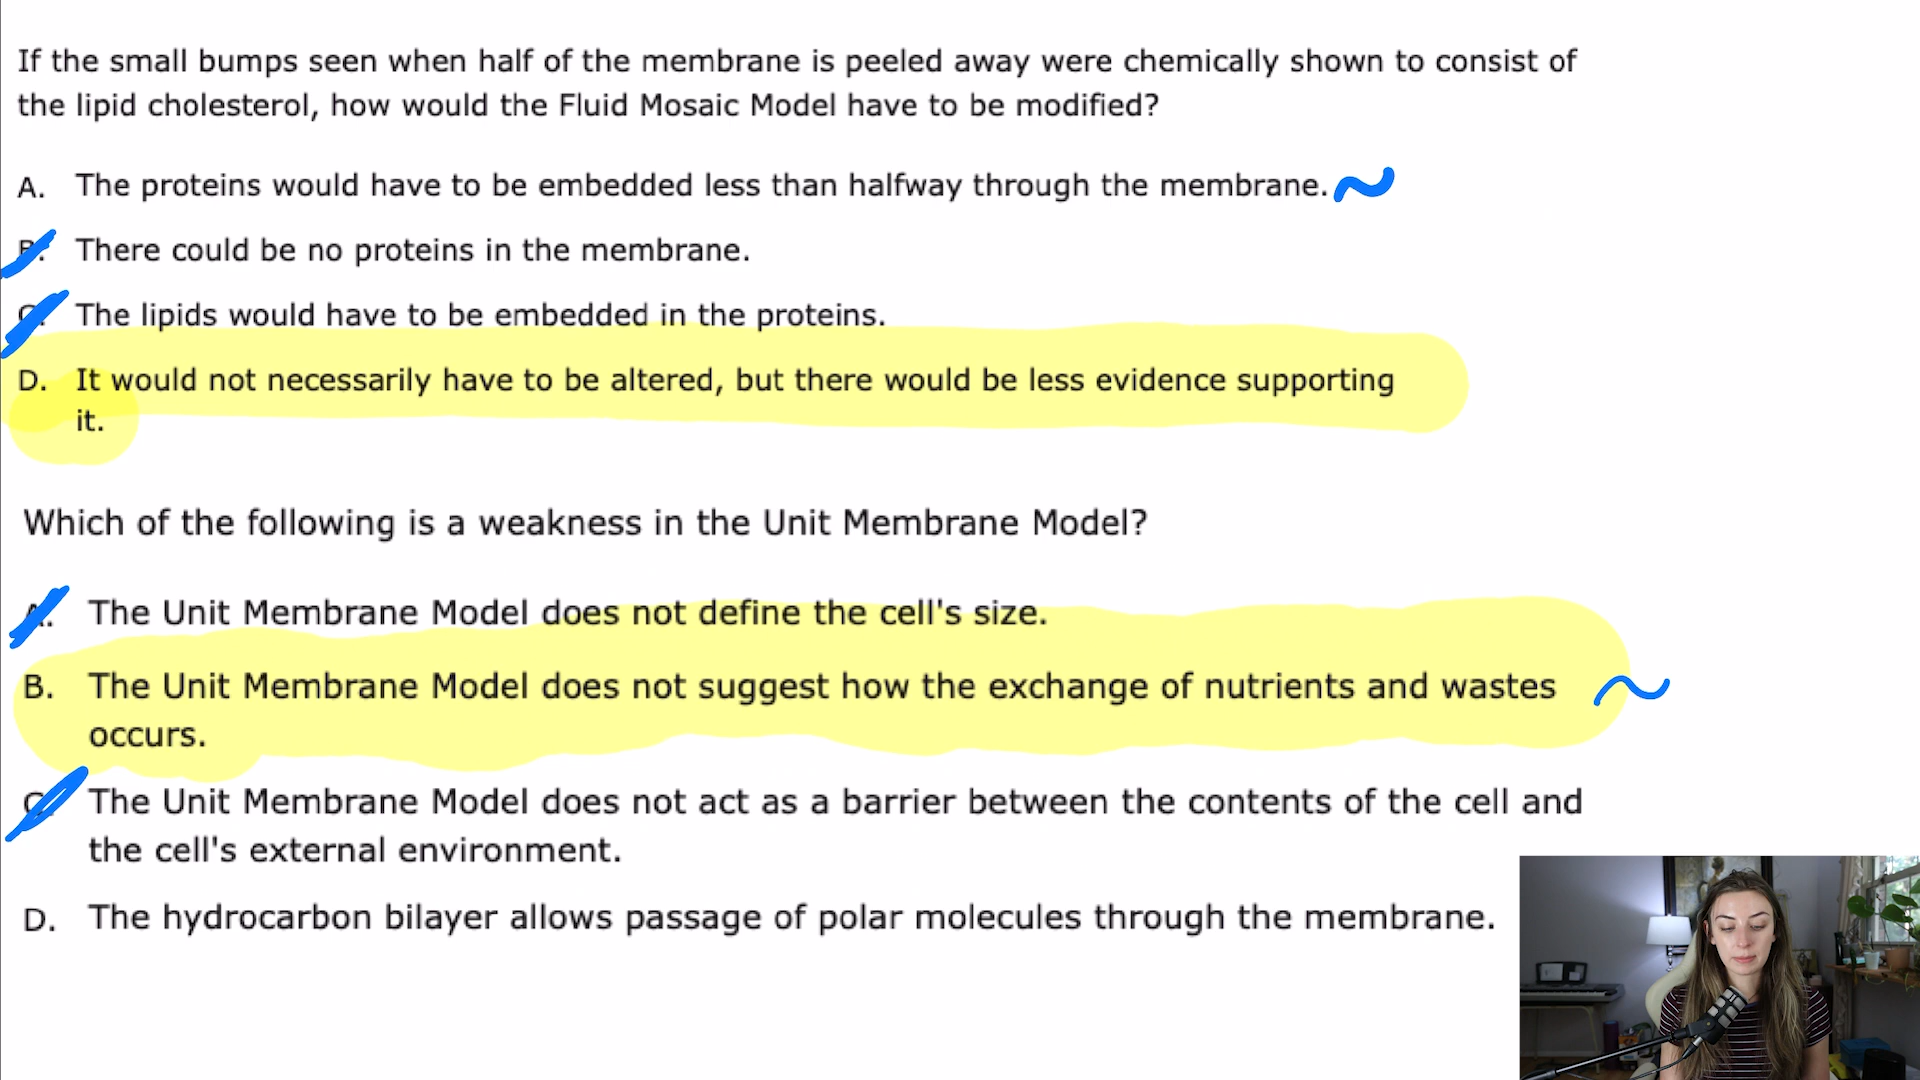 If the small bumps seen when half of the membrane is peeled away were chemically shown to consist of
the lipid cholesterol, how would the Fluid Mosaic Model have to be modified?
A. The proteins would have to be embedded less than halfway through the membrane.
B. There could be no proteins in the membrane.
C. The lipids would have to be embedded in the proteins.
D. It would not necessarily have to be altered, but there would be less evidence supporting
it.
Which of the following is a weakness in the Unit Membrane Model?
A. The Unit Membrane Model does not define the cell's size.
B. The Unit Membrane Model does not suggest how the exchange of nutrients and wastes
occurs.
C. The Unit Membrane Model does not act as a barrier between the contents of the cell and
the cell's external environment.
D. The hydrocarbon bilayer allows passage of polar molecules through the membrane.